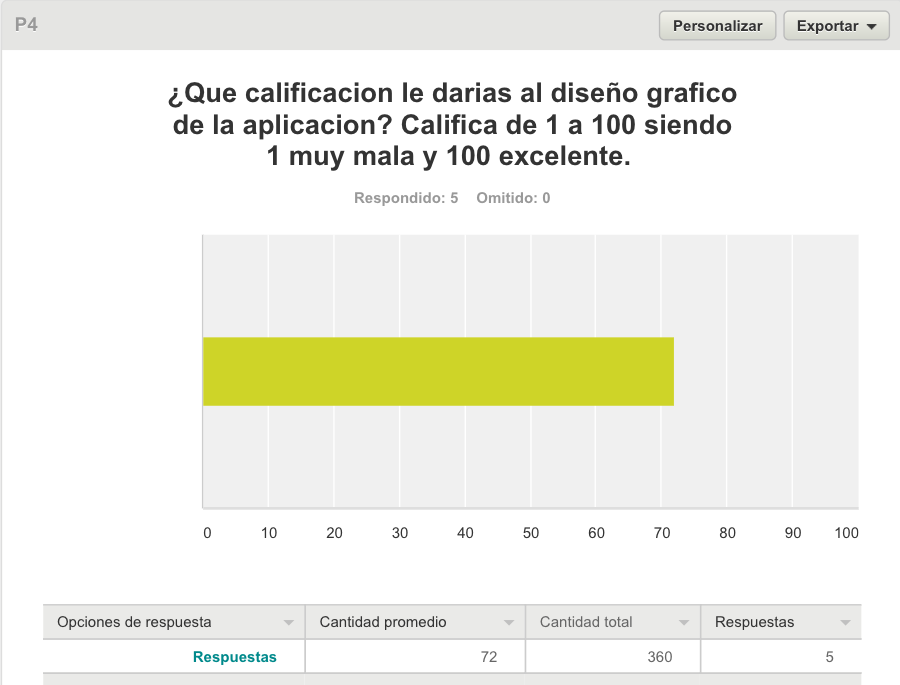 P4
Personalizar
Exportar
¿Que calificacion le darias al diseño grafico
de la aplicacion? Califica de 1 a 100 siendo
1 muy mala y 100 excelente.
Respondido: 5 Omitido: 0
0 10 20 30 40 50 60 70 80 90 100
Opciones de respuesta Cantidad promedio Cantidad total Respuestas
Respuestas 72 360 5